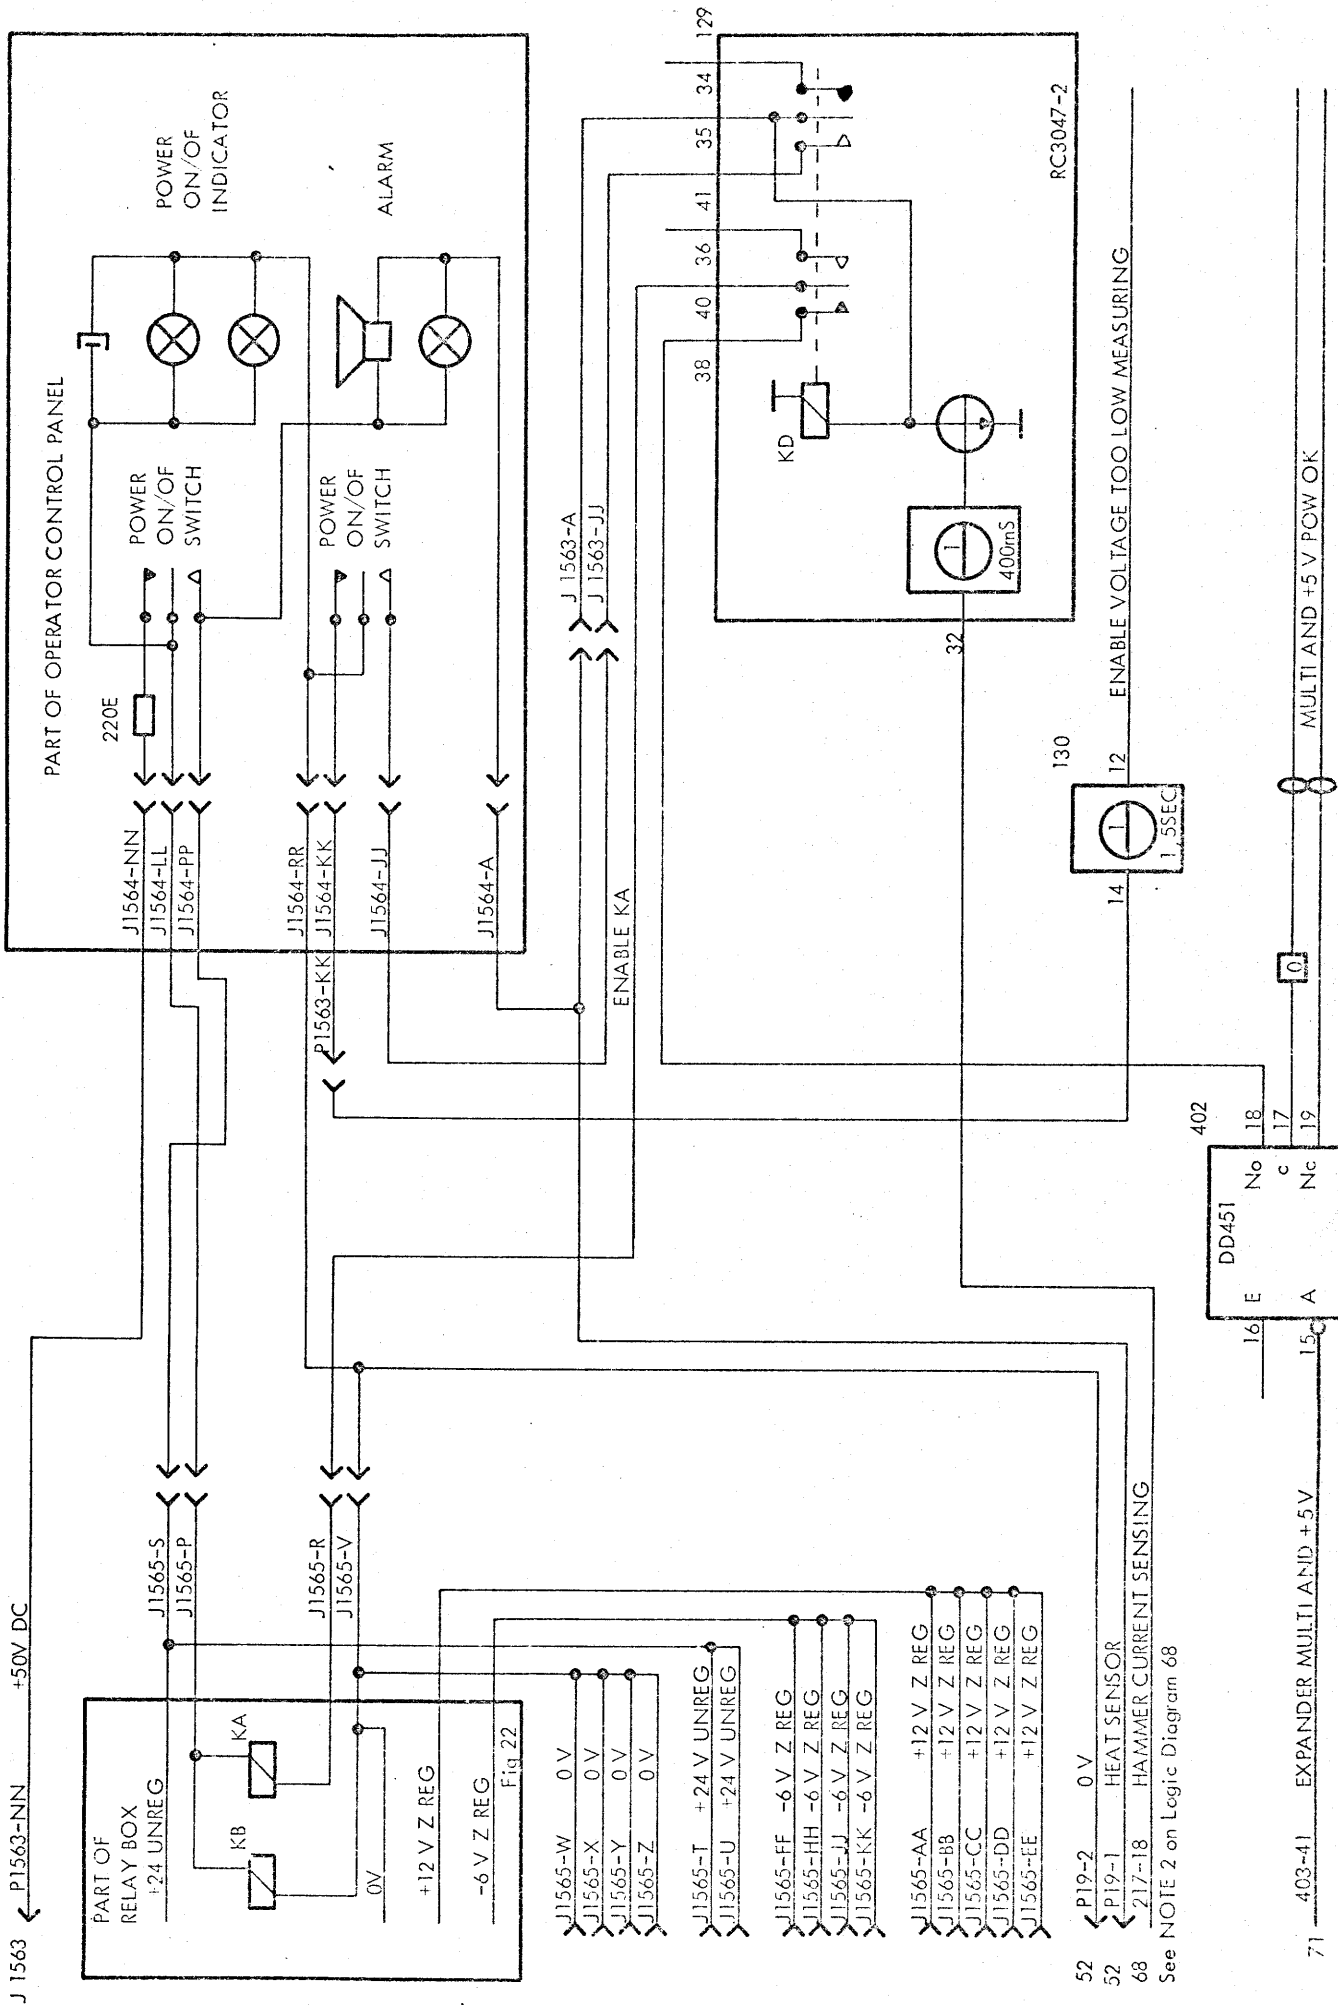 J 1563
P1563-NN
+50V DC
PART OF
RELAY BOX
+24 UNREG
KB
KA
0V
+12 V Z REG
-6 V Z REG
Fig 22
J1565-S
J1565-P
J1565-R
J1565-V
J1565-W 0 V
J1565-X 0 V
J1565-Y 0 V
J1565-Z 0 V
J1565-T +24 V UNREG
J1565-U +24 V UNREG
J1565-FF -6 V Z REG
J1565-HH -6 V Z REG
J1565-JJ -6 V Z REG
J1565-KK -6 V Z REG
J1565-AA +12 V Z REG
J1565-BB +12 V Z REG
J1565-CC +12 V Z REG
J1565-DD +12 V Z REG
J1565-EE +12 V Z REG
52 P19-2 0 V
52 P19-1 HEAT SENSOR
68 217-18 HAMMER CURRENT SENSING
See NOTE 2 on Logic Diagram 68
71 403-41 EXPANDER MULTI AND +5V
PART OF OPERATOR CONTROL PANEL
J1564-NN
J1564-LL
J1564-PP
220E
POWER
ON/OF
SWITCH
POWER
ON/OF
INDICATOR
J1564-RR
P1563-KK
J1564-KK
J1564-JJ
J1564-A
POWER
ON/OF
SWITCH
ALARM
ENABLE KA
J 1563-A
J 1563-JJ
129
34
35
41
36
40
38
KD
400mS
32
RC3047-2
130
14
1,5SEC
12
ENABLE VOLTAGE TOO LOW MEASURING
402
DD451
16 E
15 A
No 18
c 17
Nc 19
0
MULTI AND +5 V POW OK